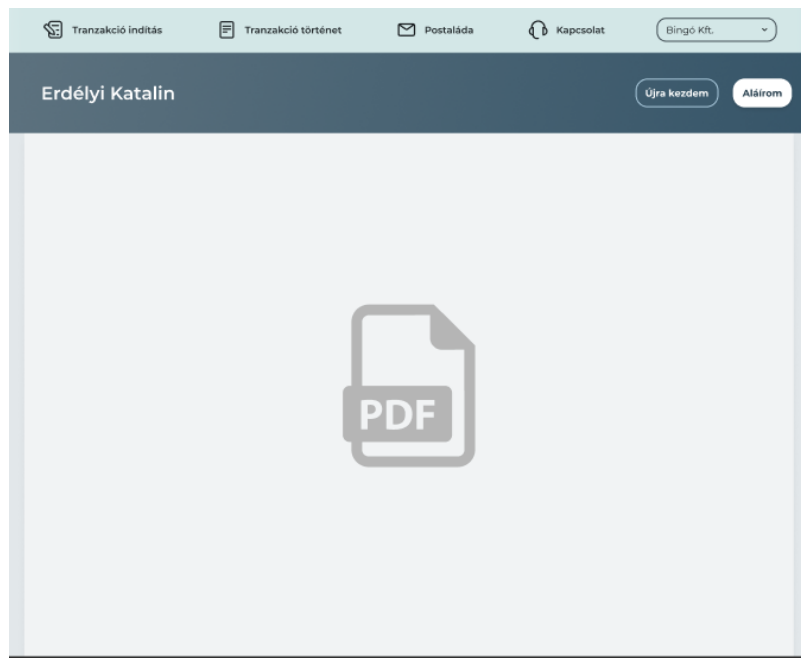 Tranzakció indítás
Tranzakció történet
Postaláda
Kapcsolat
Bingó Kft.
Erdélyi Katalin
Újra kezdem
Aláírom
PDF